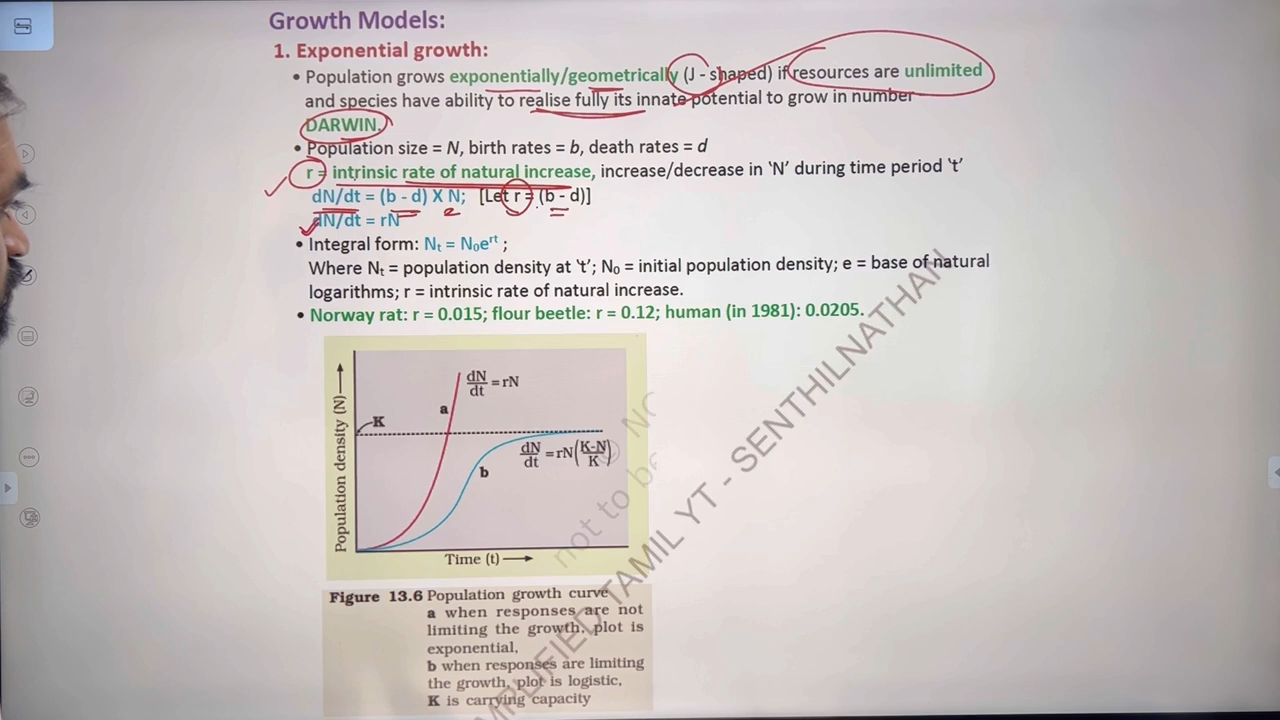 Growth Models:
1. Exponential growth:
• Population grows exponentially/geometrically (J - shaped) if resources are unlimited
and species have ability to realise fully its innate potential to grow in number
DARWIN.
• Population size = N, birth rates = b, death rates = d
r = intrinsic rate of natural increase, increase/decrease in ‘N’ during time period ‘t’
dN/dt = (b - d) X N; [Let r = (b - d)]
dN/dt = rN
• Integral form: Nt = N₀eʳᵗ ;
Where Nt = population density at ‘t’; N₀ = initial population density; e = base of natural
logarithms; r = intrinsic rate of natural increase.
• Norway rat: r = 0.015; flour beetle: r = 0.12; human (in 1981): 0.0205.
dN/dt = rN
a
K
dN/dt = rN(K-N/K)
b
Population density (N)
Time (t)
Figure 13.6 Population growth curve
a when responses are not
limiting the growth, plot is
exponential,
b when responses are limiting
the growth, plot is logistic,
K is carrying capacity
not to be
TAMIL YT - SENTHILNATHAN